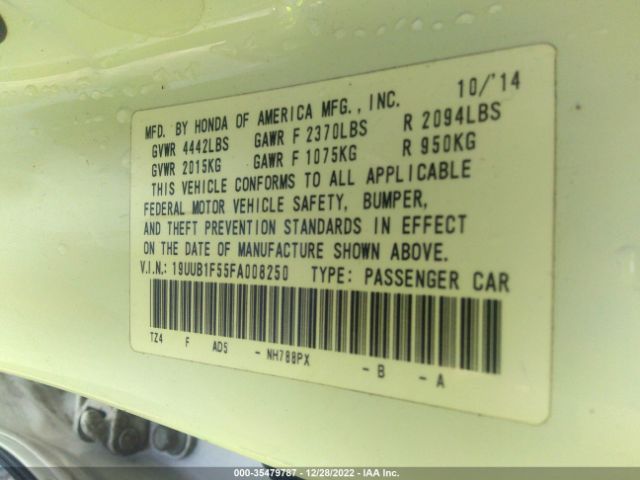 MFD. BY HONDA OF AMERICA MFG., INC. 10/'14
GVWR 4442LBS GAWR F 2370LBS R 2094LBS
GVWR 2015KG GAWR F 1075KG R 950KG
THIS VEHICLE CONFORMS TO ALL APPLICABLE
FEDERAL MOTOR VEHICLE SAFETY, BUMPER,
AND THEFT PREVENTION STANDARDS IN EFFECT
ON THE DATE OF MANUFACTURE SHOWN ABOVE.
V.I.N.: 19UUB1F55FA008250 TYPE: PASSENGER CAR
TZ4 F AD5 - NH788PX - B - A
000-35479787 - 12/28/2022 - IAA Inc.